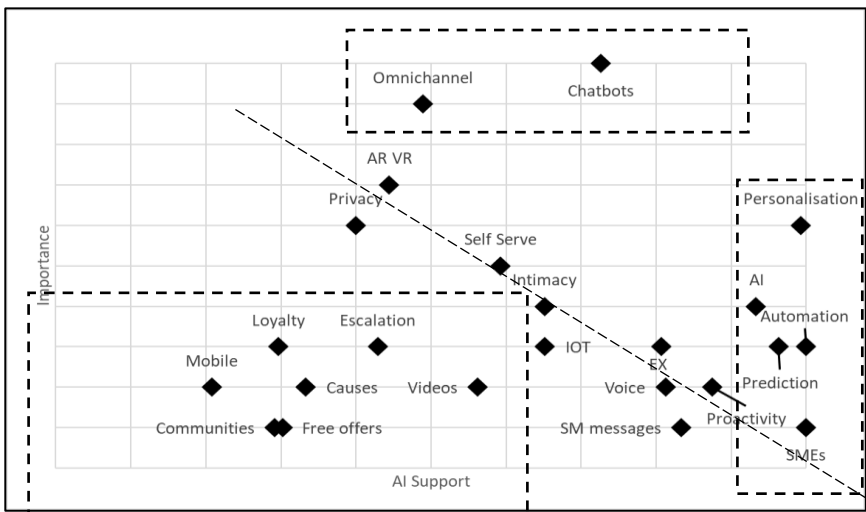 Omnichannel
Chatbots
AR VR
Privacy
Personalisation
Self Serve
Importance
Intimacy
AI
Loyalty
Escalation
Automation
IOT
Mobile
EX
Causes
Videos
Voice
Prediction
Proactivity
Communities
Free offers
SM messages
SMEs
AI Support